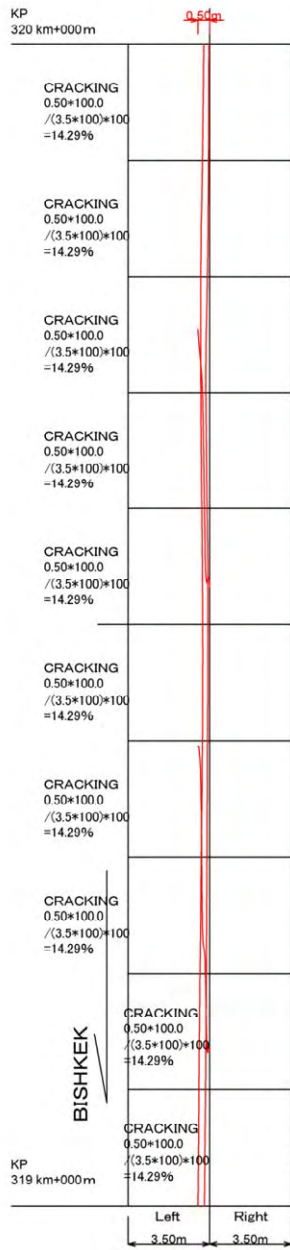 KP
320 km+000m
0.50m
CRACKING
0.50*100.0
/(3.5*100)*100
=14.29%
CRACKING
0.50*100.0
/(3.5*100)*100
=14.29%
CRACKING
0.50*100.0
/(3.5*100)*100
=14.29%
CRACKING
0.50*100.0
/(3.5*100)*100
=14.29%
CRACKING
0.50*100.0
/(3.5*100)*100
=14.29%
CRACKING
0.50*100.0
/(3.5*100)*100
=14.29%
CRACKING
0.50*100.0
/(3.5*100)*100
=14.29%
CRACKING
0.50*100.0
/(3.5*100)*100
=14.29%
CRACKING
0.50*100.0
/(3.5*100)*100
=14.29%
BISHKEK
CRACKING
0.50*100.0
/(3.5*100)*100
=14.29%
KP
319 km+000m
Left Right
3.50m 3.50m